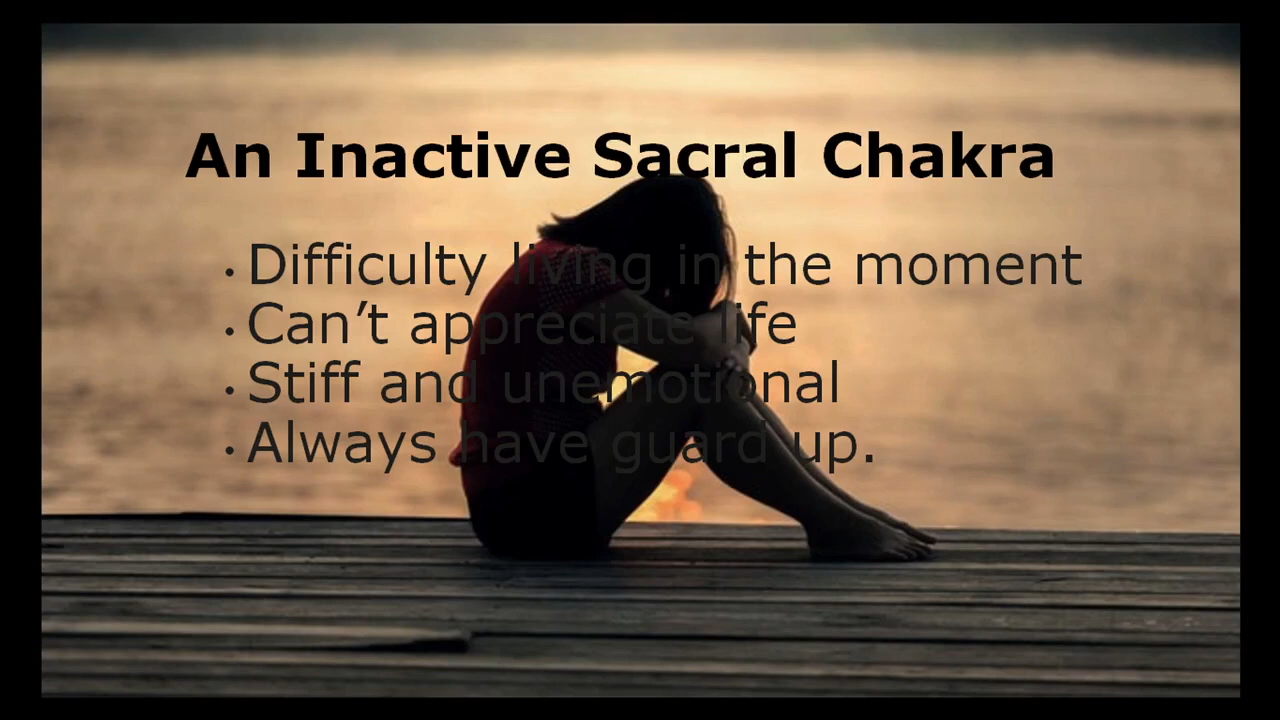 An Inactive Sacral Chakra
• Difficulty living in the moment
• Can’t appreciate life
• Stiff and unemotional
• Always have guard up.